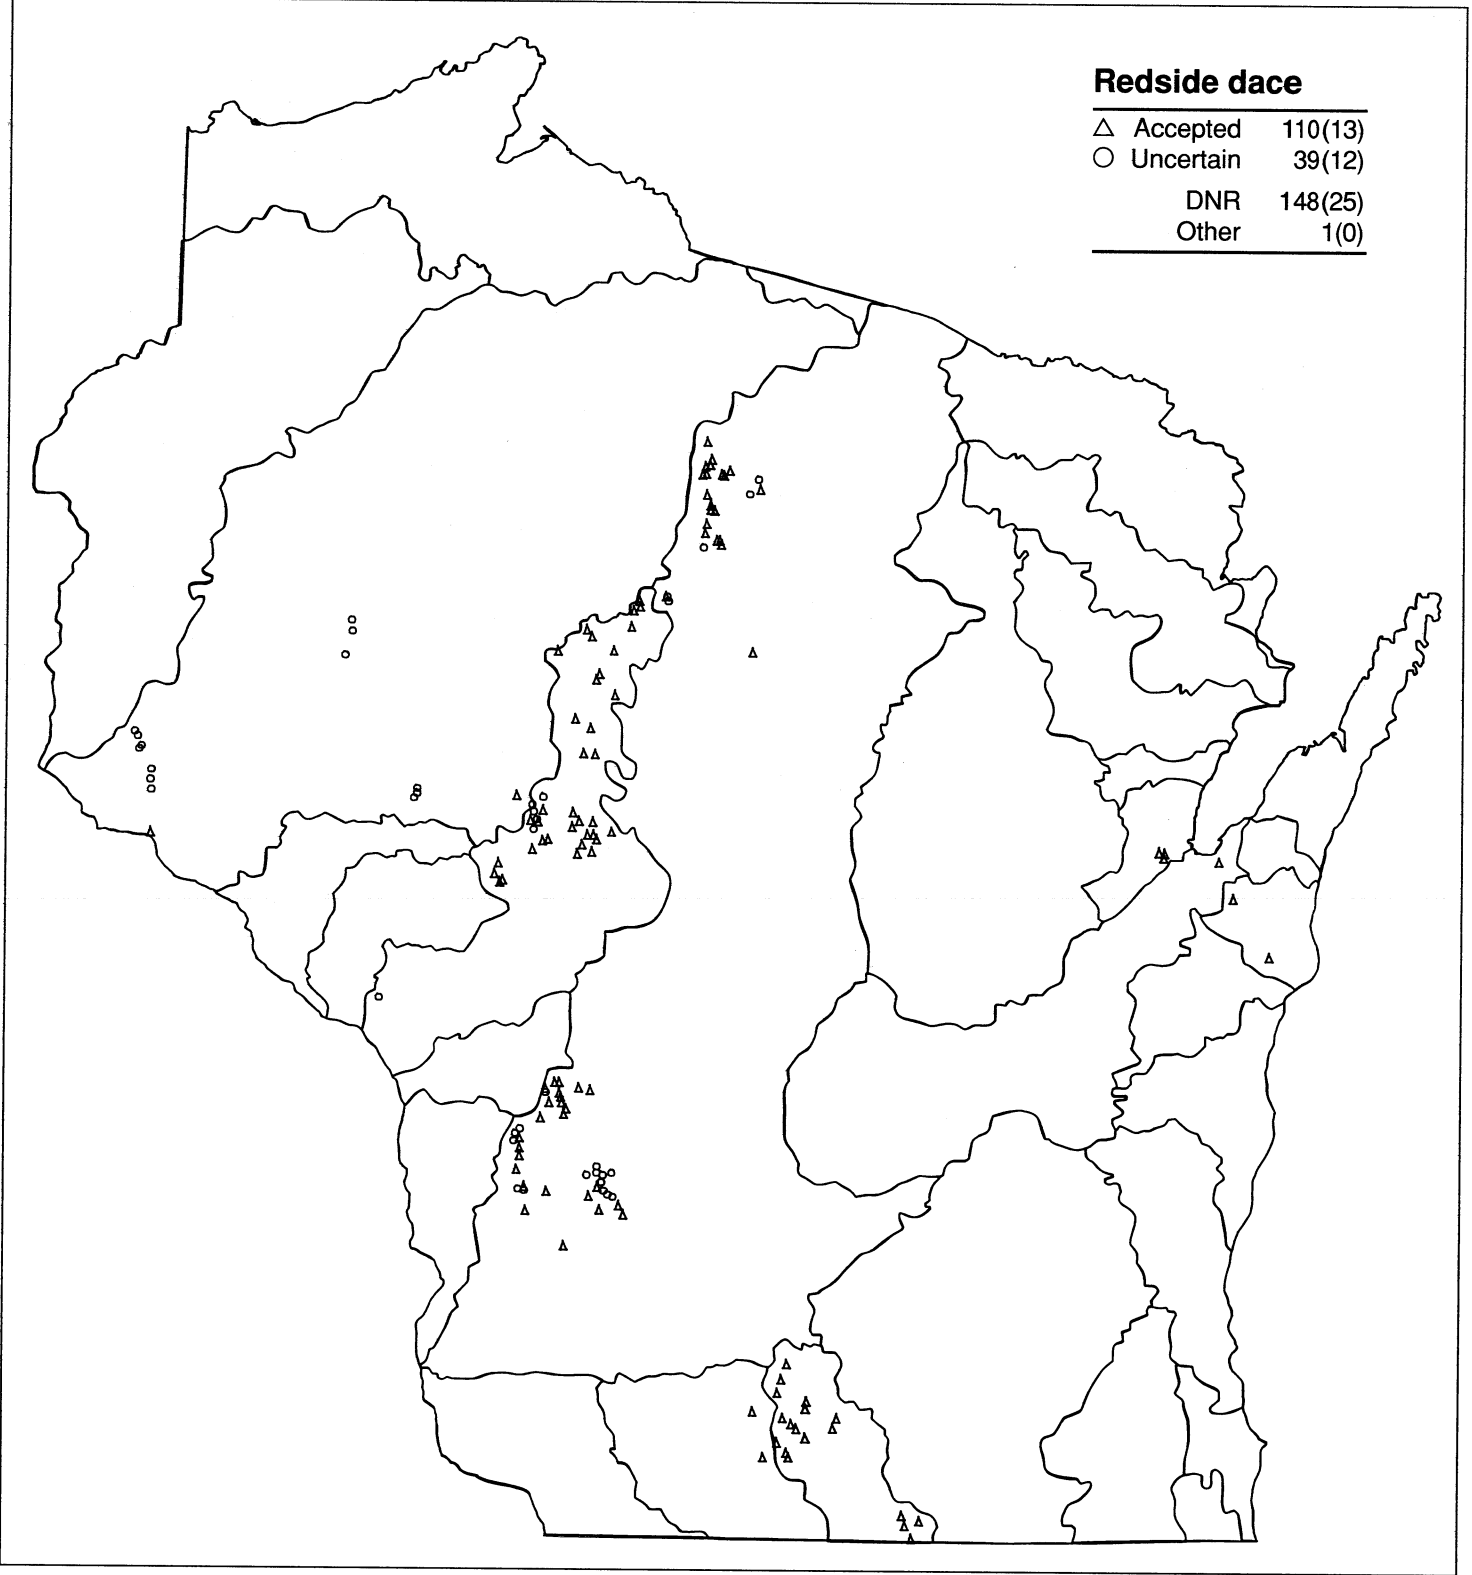 Redside dace
△ Accepted 110(13)
○ Uncertain 39(12)
DNR 148(25)
Other 1(0)